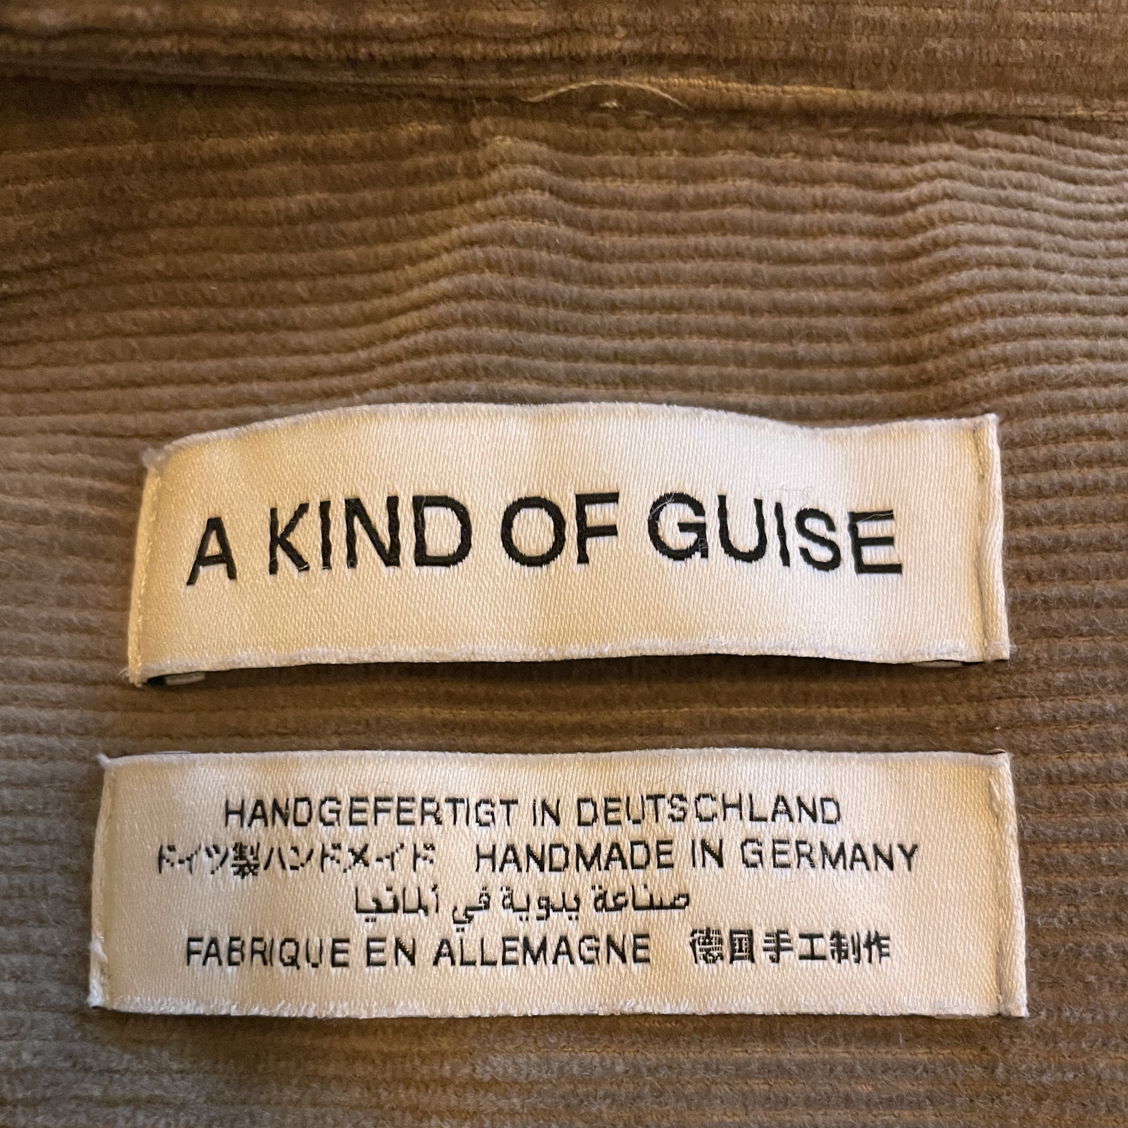 A KIND OF GUISE
HANDGEFERTIGT IN DEUTSCHLAND
ドイツ製ハンドメイド HANDMADE IN GERMANY
صناعة يدوية في ألمانيا
FABRIQUE EN ALLEMAGNE 德国手工制作